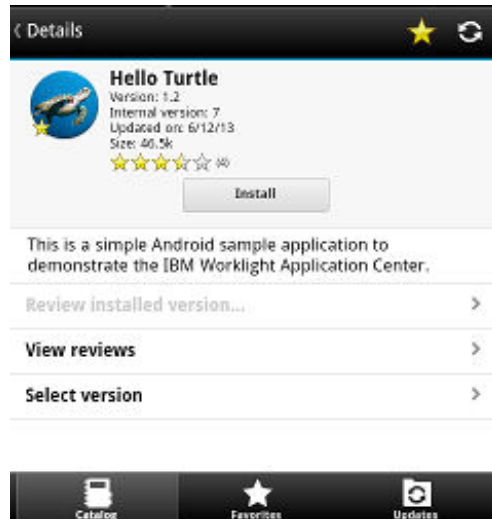 Details
Hello Turtle
Version: 1.2
Internal version: 7
Updated on: 6/12/13
Size: 46.5k
(4)
Install
This is a simple Android sample application to
demonstrate the IBM Worklight Application Center.
Review installed version...
View reviews
Select version
Catalog
Favorites
Updates